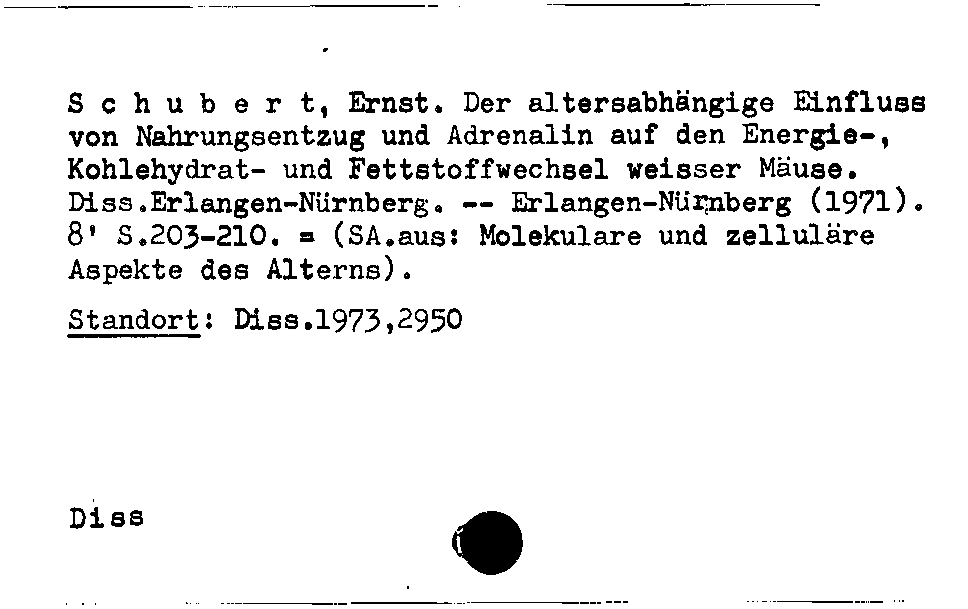 S c h u b e r t, Ernst. Der altersabhängige Einfluss
von Nahrungsentzug und Adrenalin auf den Energie-,
Kohlehydrat- und Fettstoffwechsel weisser Mäuse.
Diss.Erlangen-Nürnberg. -- Erlangen-Nürnberg (1971).
8' S.203-210. = (SA.aus: Molekulare und zelluläre
Aspekte des Alterns).
Standort: Diss.1973,2950
Diss